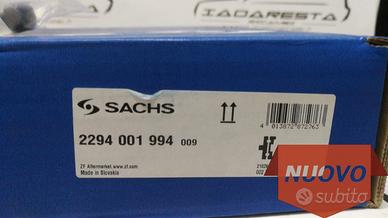 IADARESTA
SACHS
2294 001 994 009
4 013872 872763
ZF Aftermarket www.zf.com
Made in Slovakia
002
NUOVO
subito